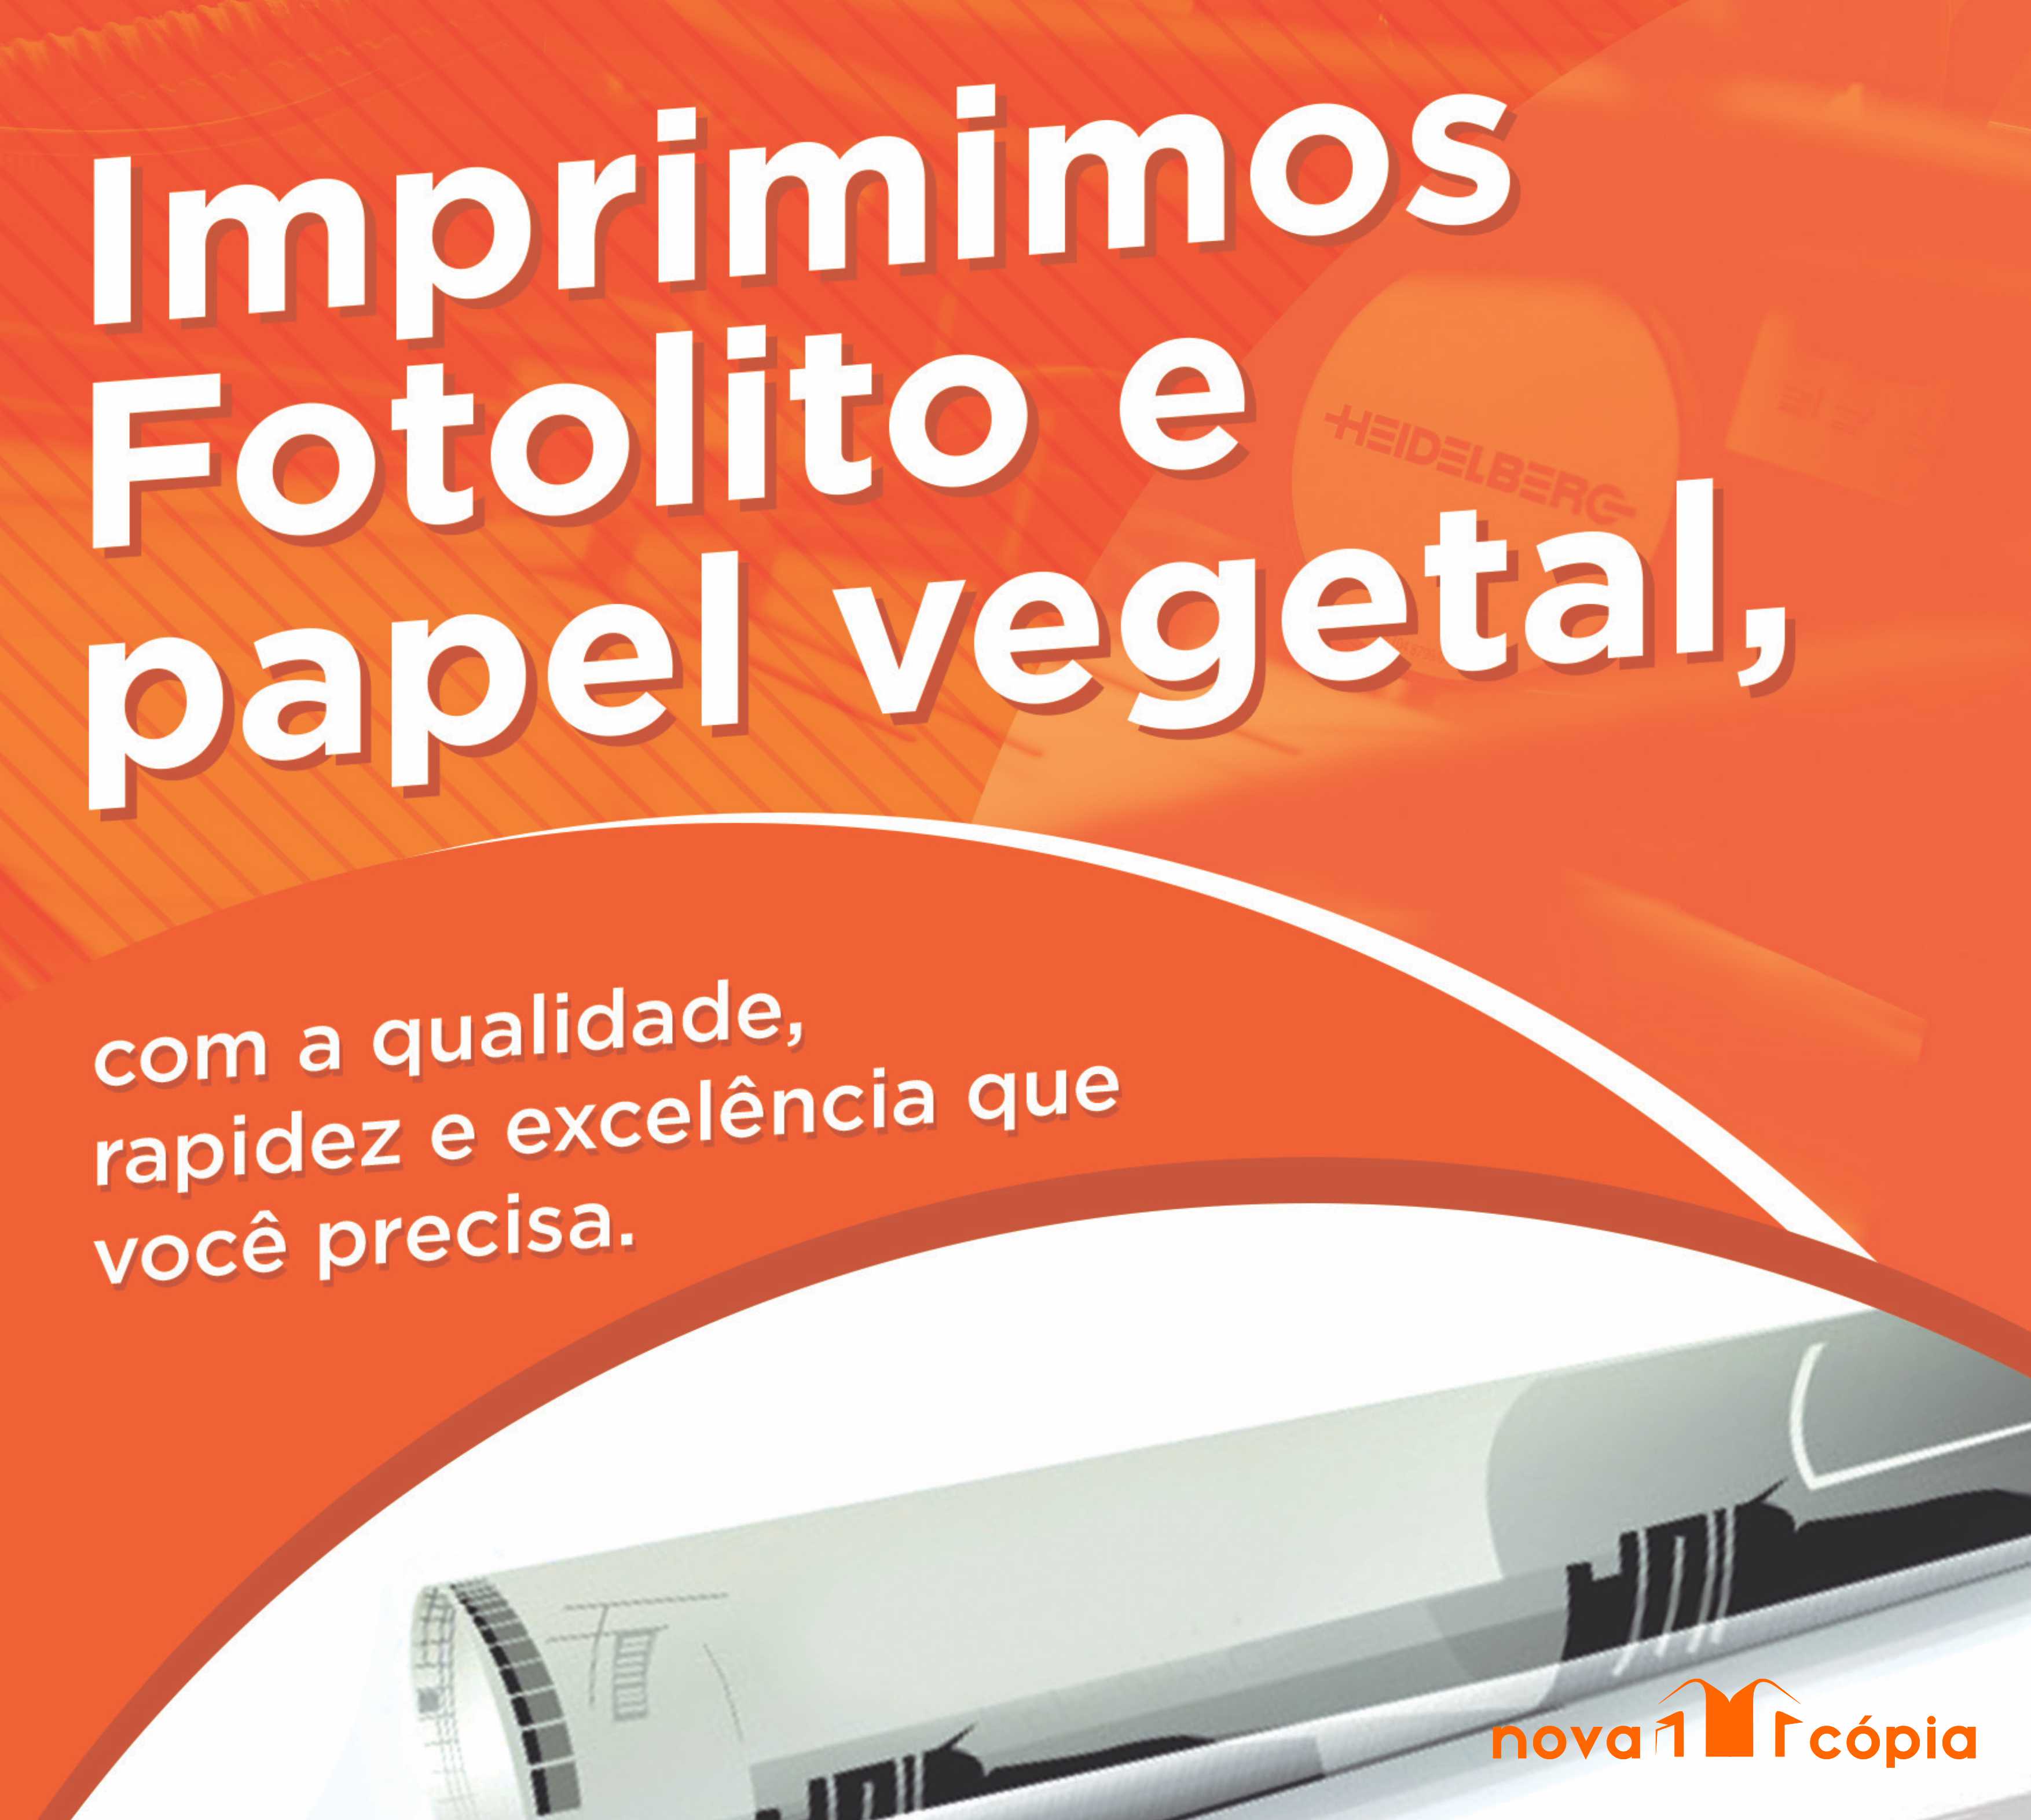 Imprimimos
Fotolito e
HEIDELBERG
papel vegetal,
com a qualidade,
rapidez e excelência que
você precisa.
nova cópia